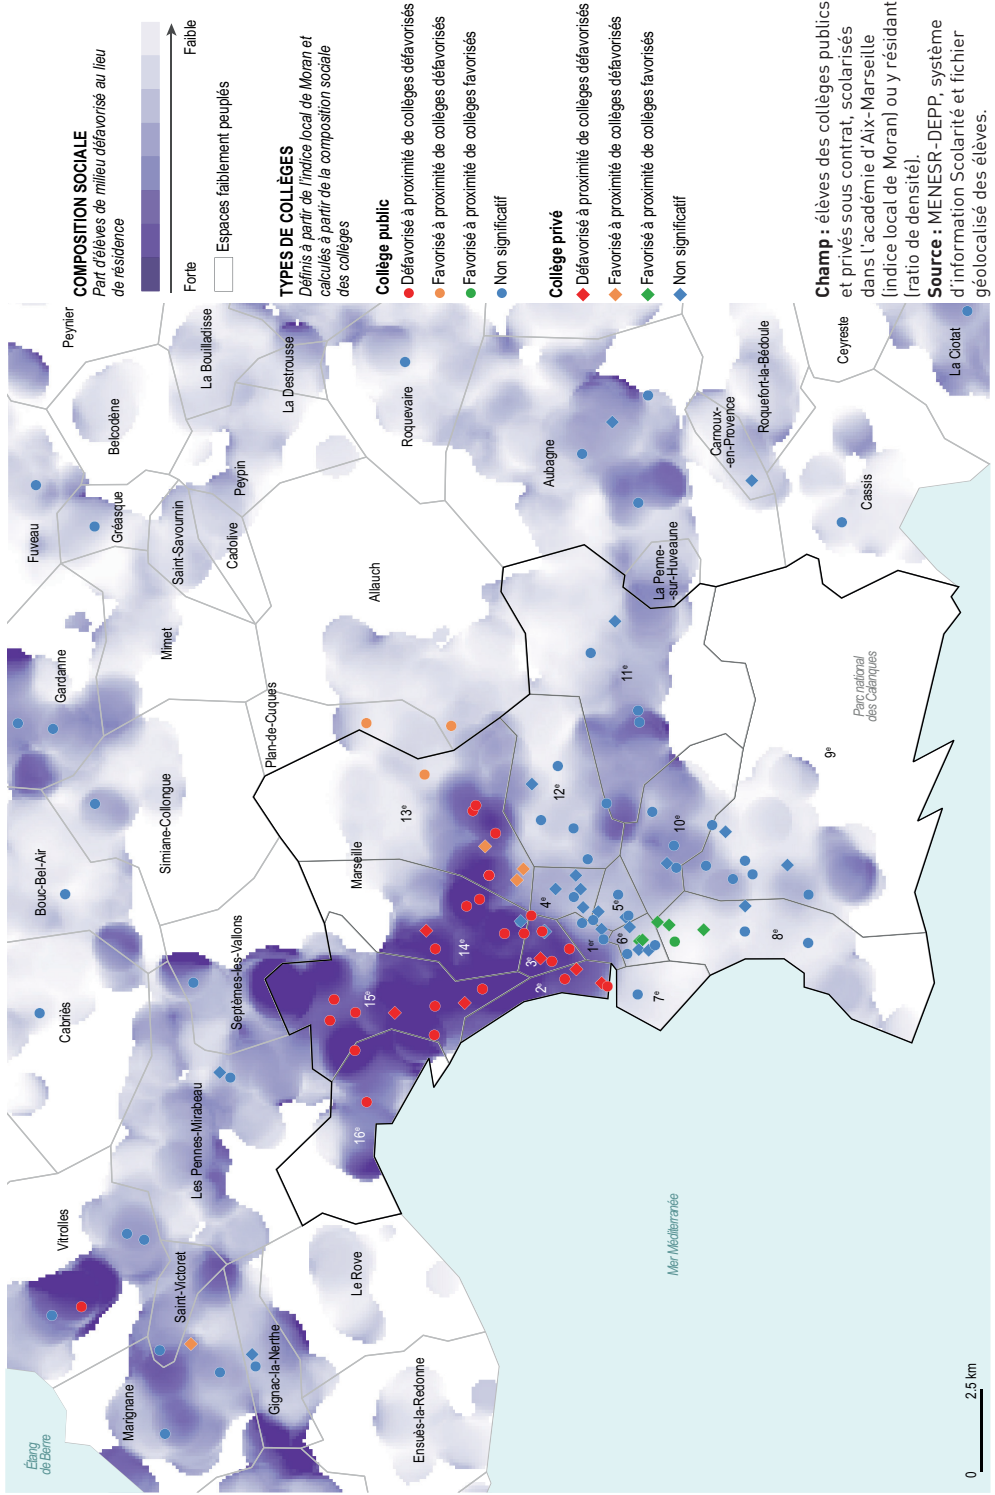 COMPOSITION SOCIALE
Part d'élèves de milieu défavorisé au lieu
de résidence
Forte
Faible
Espaces faiblement peuplés
TYPES DE COLLÈGES
Définis à partir de l'indice local de Moran et
calculés à partir de la composition sociale
des collèges
Collège public
Défavorisé à proximité de collèges défavorisés
Favorisé à proximité de collèges défavorisés
Favorisé à proximité de collèges favorisés
Non significatif
Collège privé
Défavorisé à proximité de collèges défavorisés
Favorisé à proximité de collèges défavorisés
Favorisé à proximité de collèges favorisés
Non significatif
Champ : élèves des collèges publics
et privés sous contrat, scolarisés
dans l'académie d'Aix-Marseille
(indice local de Moran) ou y résidant
(ratio de densité).
Source : MENESR-DEPP, système
d'information Scolarité et fichier
géolocalisé des élèves.
Étang
de Berre
Marignane
Vitrolles
Saint-Victoret
Gignac-la-Nerthe
Ensuès-la-Redonne
Le Rove
Les Pennes-Mirabeau
Cabriès
Septèmes-les-Vallons
Bouc-Bel-Air
Simiane-Collongue
Gardanne
Mimet
Fuveau
Gréasque
Saint-Savournin
Cadolive
Peypin
Belcodène
Peynier
La Bouilladisse
La Destrousse
Roquevaire
Allauch
Plan-de-Cuques
Marseille
Aubagne
La Penne-
-sur-Huveaune
Carnoux-
-en-Provence
Roquefort-la-Bédoule
Ceyreste
La Ciotat
Cassis
Parc national
des Calanques
Mer Méditerranée
1er
2e
3e
4e
5e
6e
7e
8e
9e
10e
11e
12e
13e
14e
15e
16e
0
2.5 km